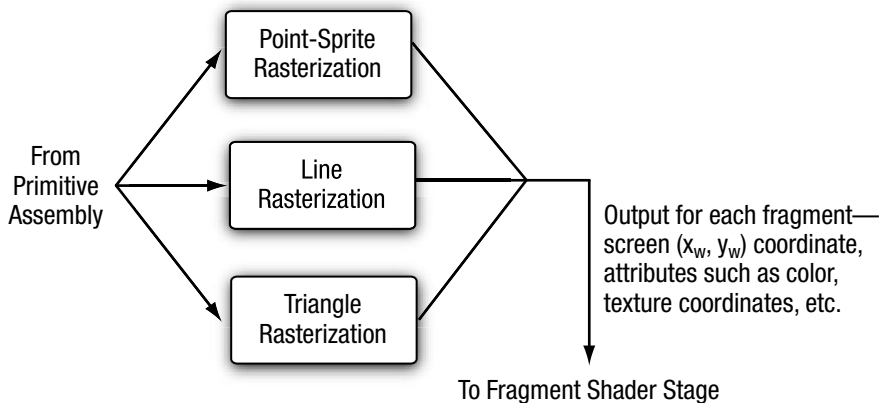 Point-Sprite
Rasterization
From
Primitive
Assembly
Line
Rasterization
Triangle
Rasterization
Output for each fragment—
screen (xw, yw) coordinate,
attributes such as color,
texture coordinates, etc.
To Fragment Shader Stage